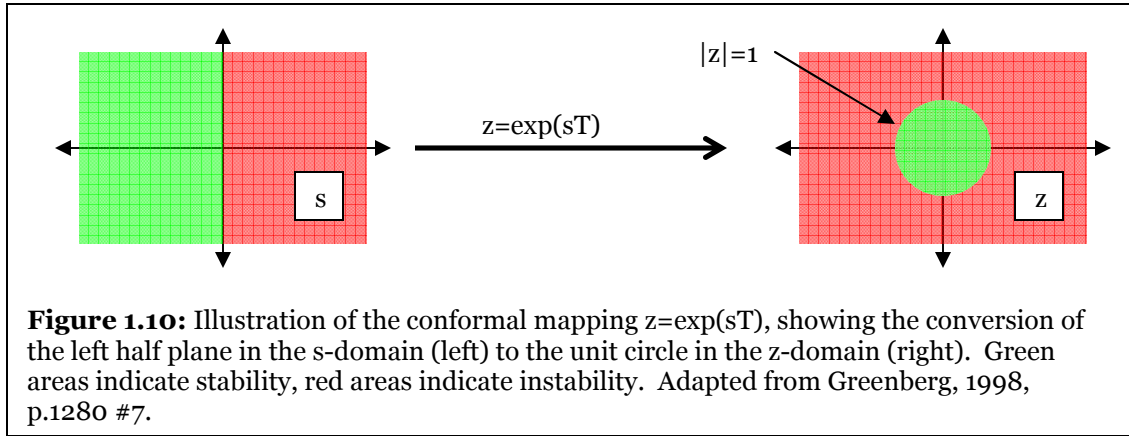 |z|=1
z=exp(sT)
s
z
Figure 1.10: Illustration of the conformal mapping z=exp(sT), showing the conversion of
the left half plane in the s-domain (left) to the unit circle in the z-domain (right).  Green
areas indicate stability, red areas indicate instability.  Adapted from Greenberg, 1998,
p.1280 #7.